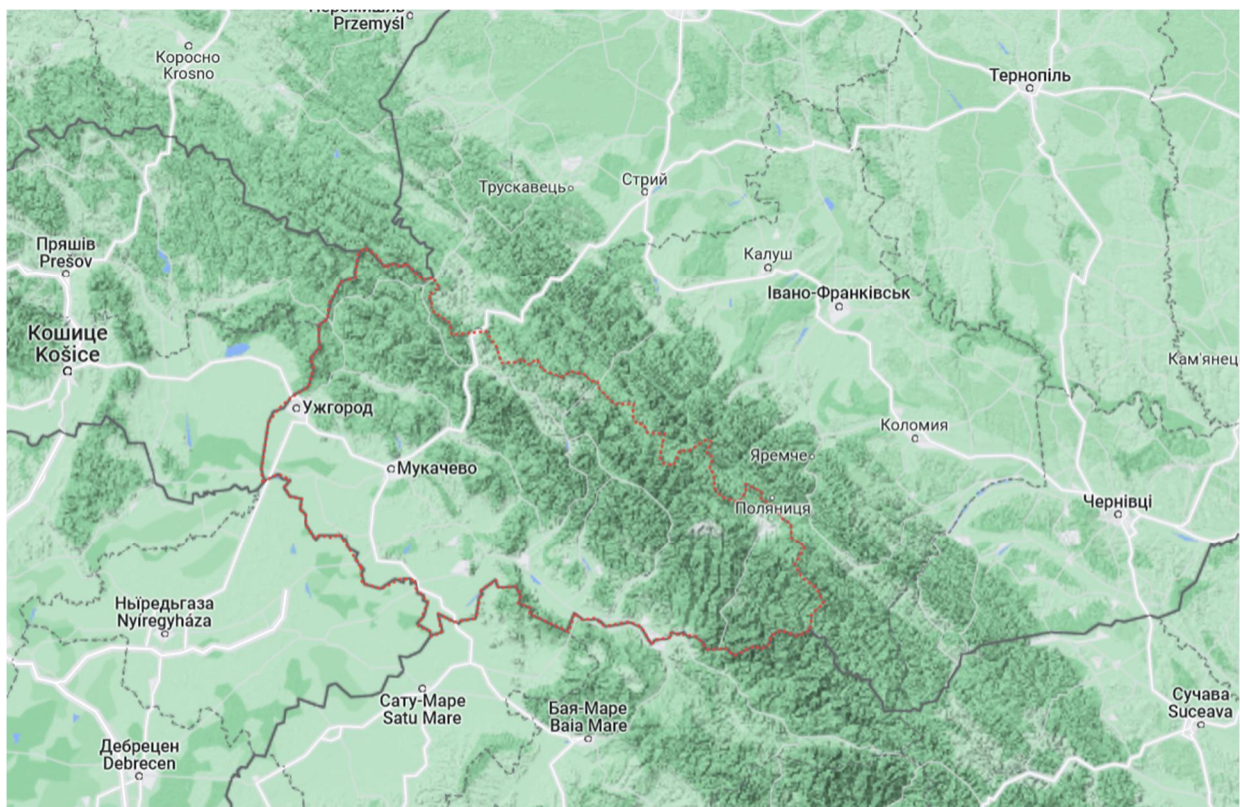 Перемишль
Przemyśl
Коросно
Krosno
Тернопіль
Трускавець
Стрий
Пряшів
Prešov
Калуш
Івано-Франківськ
Кошице
Košice
Кам'янец
Ужгород
Коломия
Яремче
Мукачево
Поляниця
Чернівці
Ньїредьгаза
Nyíregyháza
Сату-Маре
Satu Mare
Бая-Маре
Baia Mare
Сучава
Suceava
Дебрецен
Debrecen